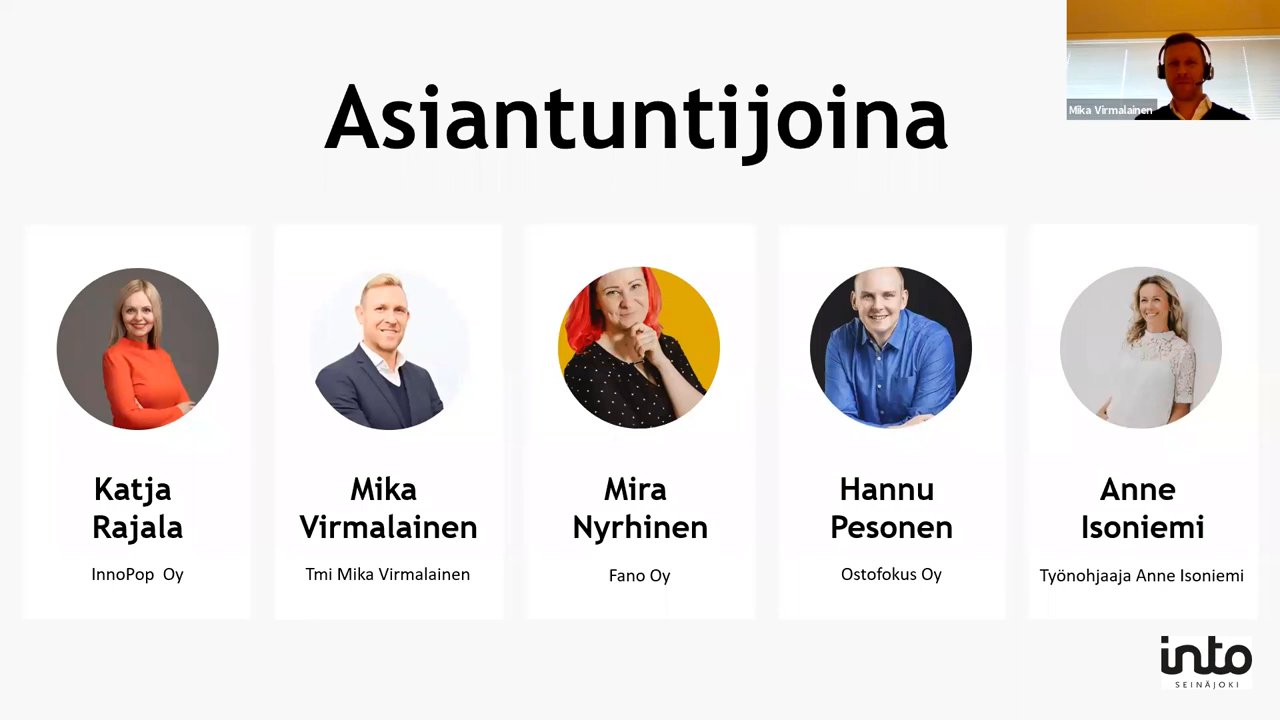 Asiantuntijoina
Mika Virmalainen
Katja
Rajala
InnoPop Oy
Mika
Virmalainen
Tmi Mika Virmalainen
Mira
Nyrhinen
Fano Oy
Hannu
Pesonen
Ostofokus Oy
Anne
Isoniemi
Työnohjaaja Anne Isoniemi
into
SEINÄJOKI